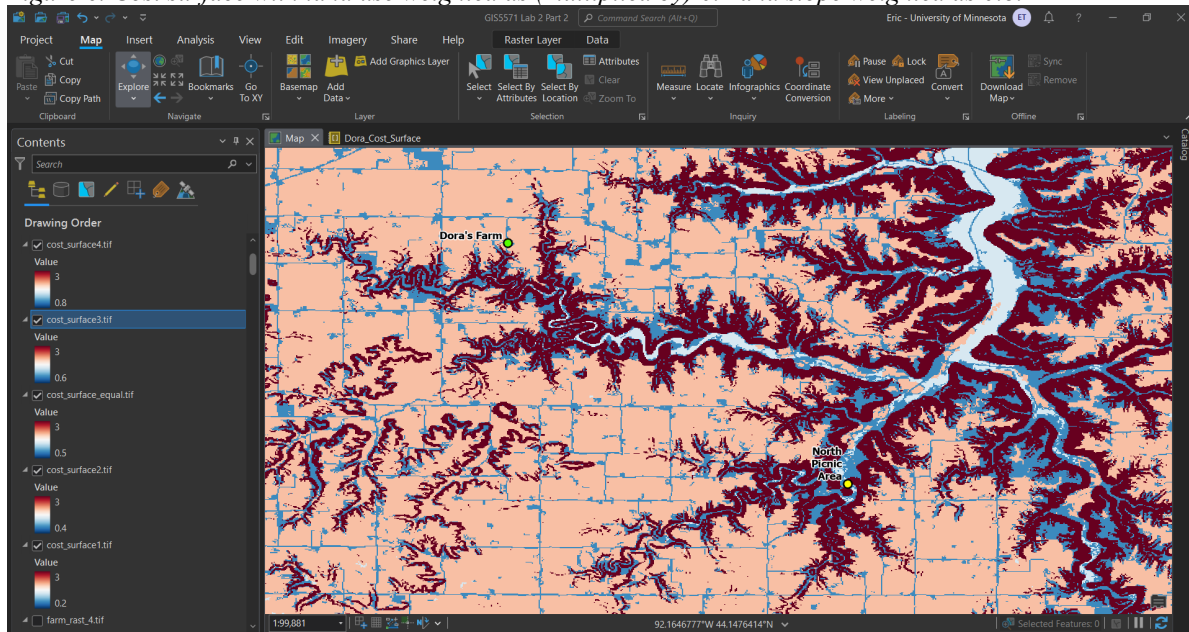 GIS5571 Lab 2 Part 2
Command Search (Alt+Q)
Eric - University of Minnesota
ET
?
Project Map Insert Analysis View Edit Imagery Share Help Raster Layer Data
Paste
Cut
Copy
Copy Path
Clipboard
Explore
Bookmarks
Go
To XY
Navigate
Basemap
Add
Data
Add Graphics Layer
Layer
Select
Select By
Attributes
Select By
Location
Attributes
Clear
Zoom To
Selection
Measure
Locate
Infographics
Coordinate
Conversion
Inquiry
Pause
Lock
View Unplaced
More
Convert
Labeling
Download
Map
Sync
Remove
Offline
Contents
Search
Drawing Order
cost_surface4.tif
Value
3
0.8
cost_surface3.tif
Value
3
0.6
cost_surface_equal.tif
Value
3
0.5
cost_surface2.tif
Value
3
0.4
cost_surface1.tif
Value
3
0.2
farm_rast_4.tif
Map
Dora_Cost_Surface
Catalog
Dora's Farm
North
Picnic
Area
1:99,881
92.1646777°W 44.1476414°N
Selected Features: 0